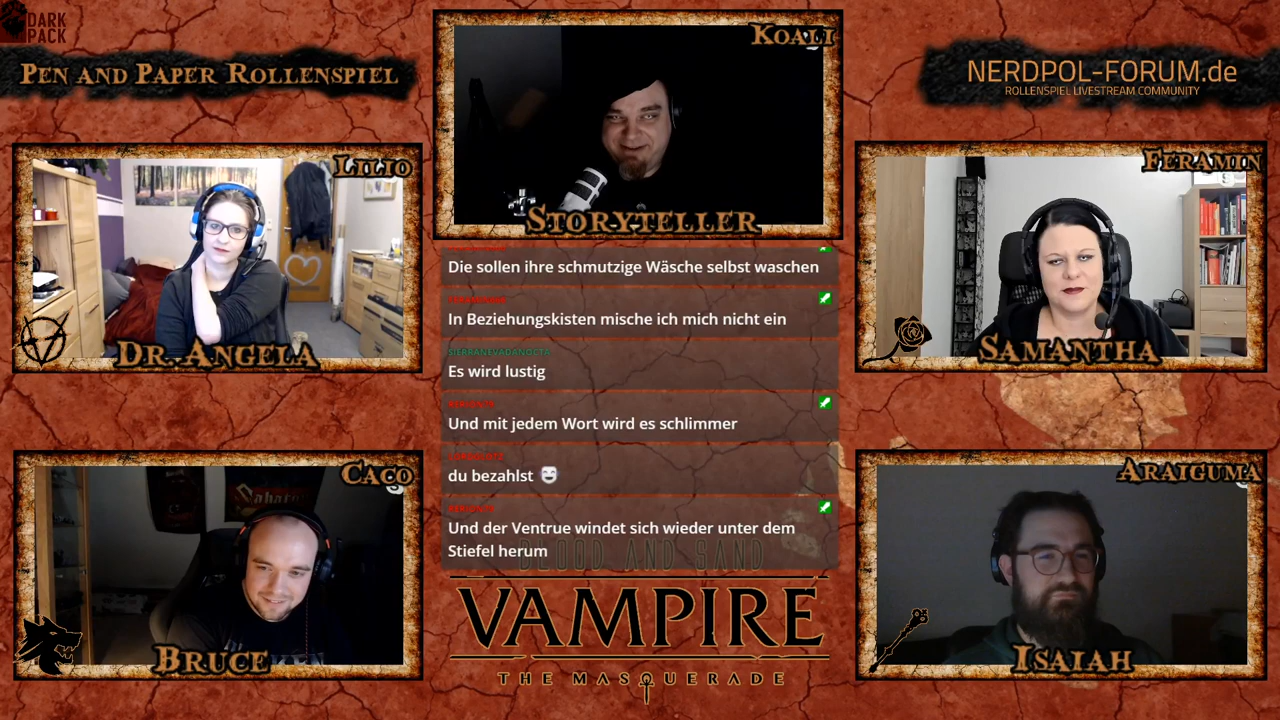 DARK
PACK
PEN AND PAPER ROLLENSPIEL
KOALI
STORYTELLER
NERDPOL-FORUM.de
ROLLENSPIEL LIVESTREAM COMMUNITY
LILIO
DR. ANGELA
FERAMIN
SAMANTHA
Die sollen ihre schmutzige Wäsche selbst waschen
In Beziehungskisten mische ich mich nicht ein
SIERRANEVADANOCTA
Es wird lustig
Und mit jedem Wort wird es schlimmer
du bezahlst
Und der Ventrue windet sich wieder unter dem
Stiefel herum
CACO
Sabaton
BRUCE
ARAIGUMA
ISAIAH
BLOOD AND SAND
VAMPIRE
THE MASQUERADE